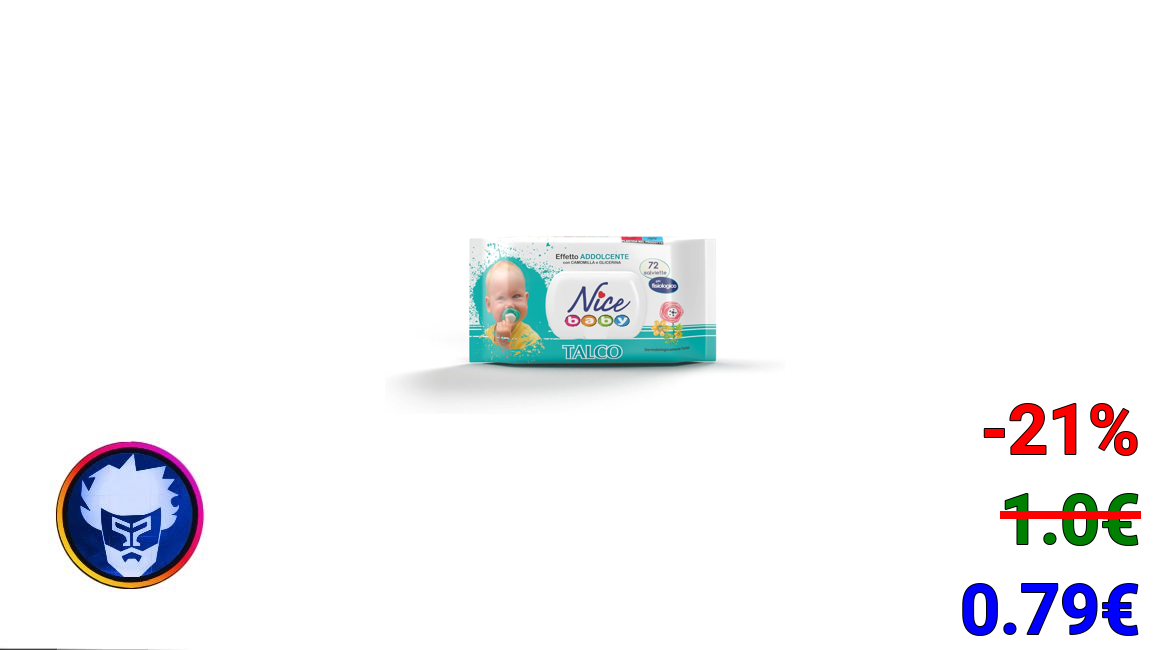 Effetto ADDOLCENTE
con CAMOMILLA e GLICERINA
72
salviette
fisiologico
Nice
baby
TALCO
-21%
1.0€
0.79€